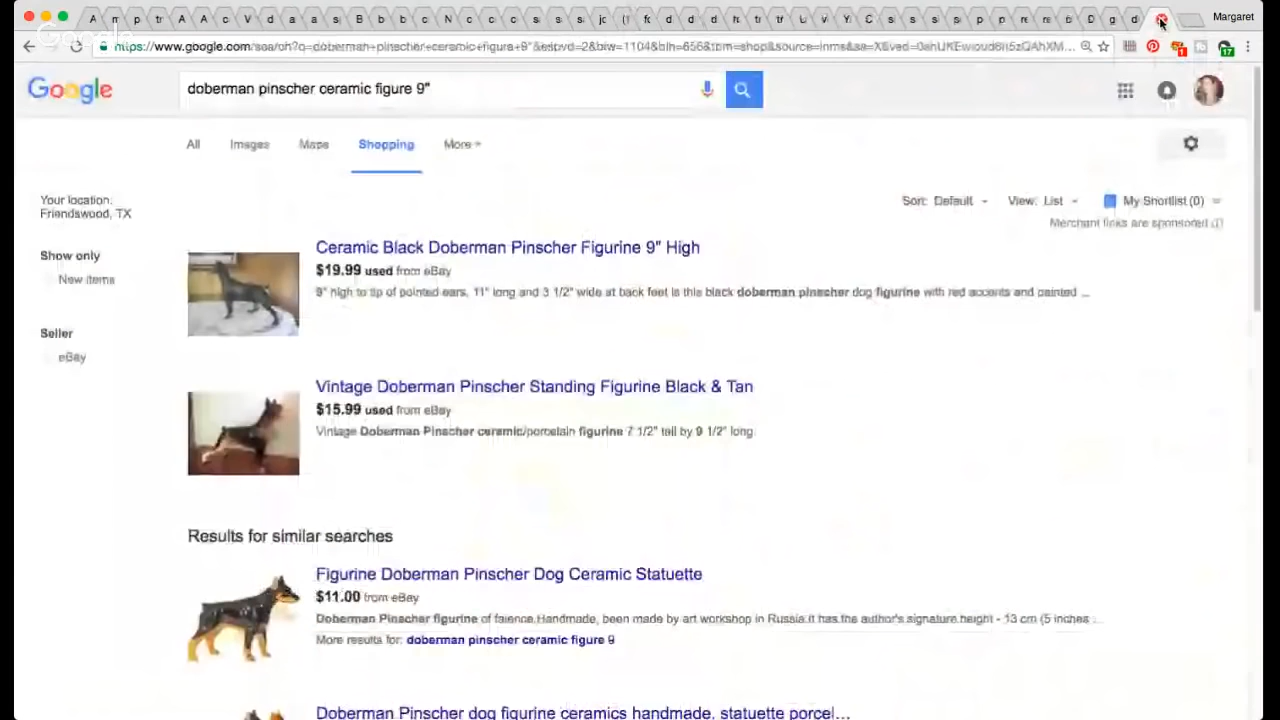 Margaret
Google
doberman pinscher ceramic figure 9"
All Images Maps Shopping More
Your location:
Friendswood, TX
Sort: Default View: List My Shortlist (0)
Merchant links are sponsored
Show only
New items
Seller
eBay
Ceramic Black Doberman Pinscher Figurine 9" High
$19.99 used from eBay
9" high to tip of pointed ears, 11" long and 3 1/2" wide at back feet is this black doberman pinscher dog figurine with red accents and painted ...
Vintage Doberman Pinscher Standing Figurine Black & Tan
$15.99 used from eBay
Vintage Doberman Pinscher ceramic/porcelain figurine 7 1/2" tall by 9 1/2" long
Results for similar searches
Figurine Doberman Pinscher Dog Ceramic Statuette
$11.00 from eBay
Doberman Pinscher figurine of faience.Handmade, been made by art workshop in Russia.it has the author's signature.height - 13 cm (5 inches ...
More results for: doberman pinscher ceramic figure 9
Doberman Pinscher dog figurine ceramics handmade, statuette porcel...